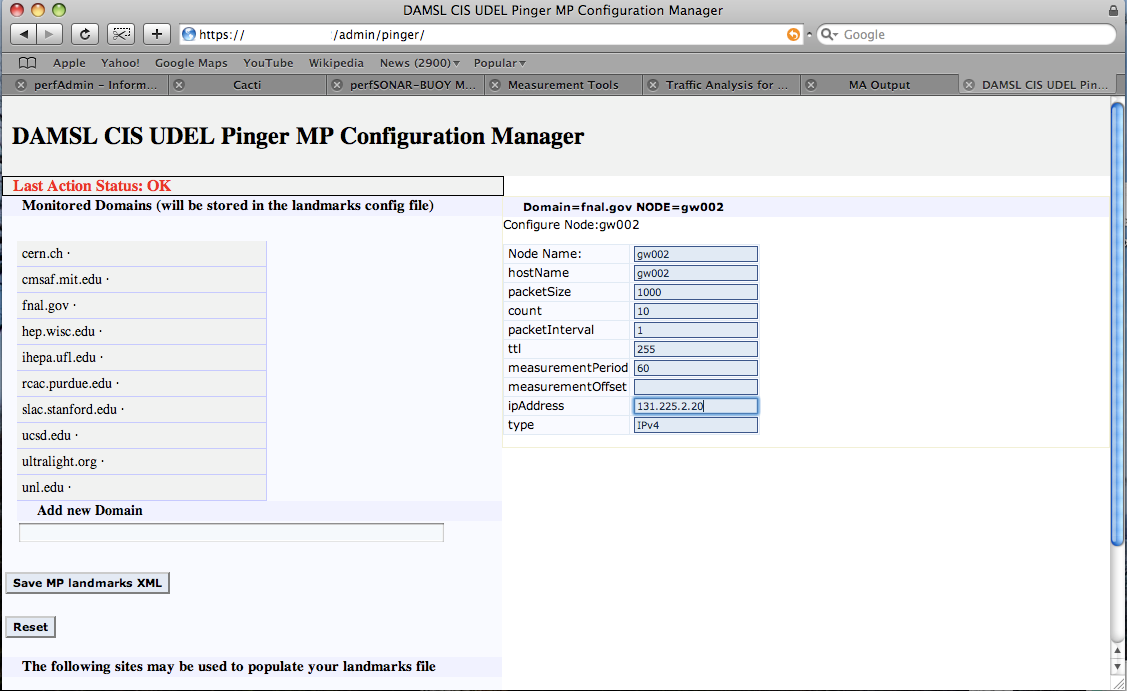 DAMSL CIS UDEL Pinger MP Configuration Manager
https:// :/admin/pinger/
Google
Apple Yahoo! Google Maps YouTube Wikipedia News (2900) Popular
perfAdmin – Inform... Cacti perfSONAR-BUOY M... Measurement Tools Traffic Analysis for ... MA Output DAMSL CIS UDEL Pin...
DAMSL CIS UDEL Pinger MP Configuration Manager
Last Action Status: OK
Monitored Domains (will be stored in the landmarks config file)
cern.ch ·
cmsaf.mit.edu ·
fnal.gov ·
hep.wisc.edu ·
ihepa.ufl.edu ·
rcac.purdue.edu ·
slac.stanford.edu ·
ucsd.edu ·
ultralight.org ·
unl.edu ·
Add new Domain
Save MP landmarks XML
Reset
The following sites may be used to populate your landmarks file
Domain=fnal.gov NODE=gw002
Configure Node:gw002
Node Name: gw002
hostName gw002
packetSize 1000
count 10
packetInterval 1
ttl 255
measurementPeriod 60
measurementOffset
ipAddress 131.225.2.20
type IPv4